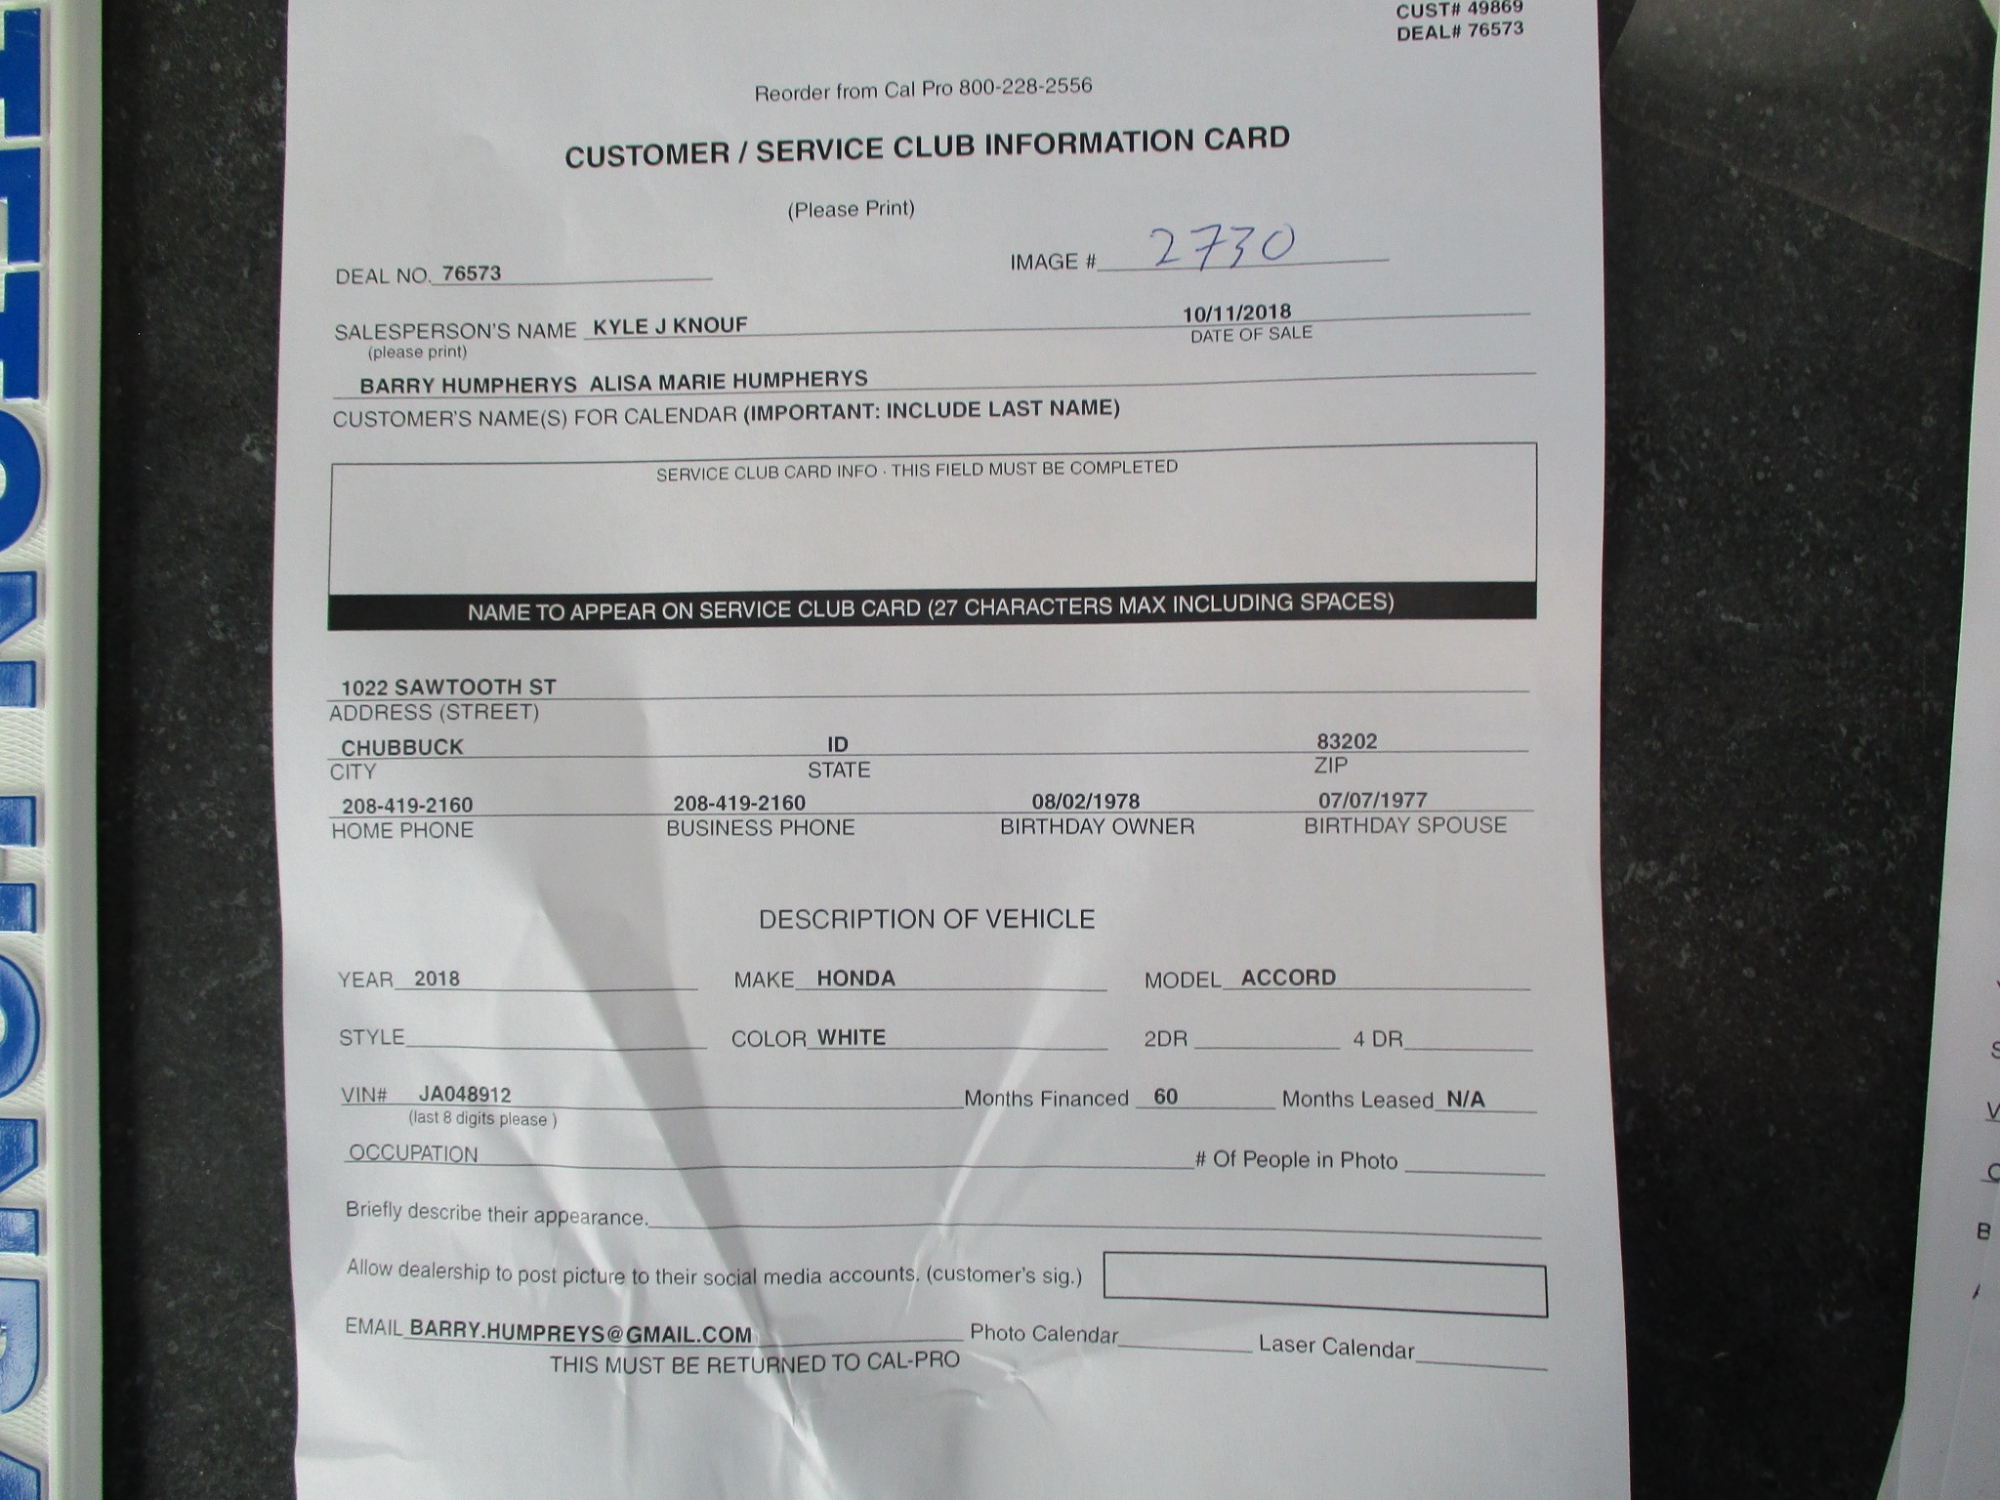 CUST# 49869
DEAL# 76573
Reorder from Cal Pro 800-228-2556
CUSTOMER / SERVICE CLUB INFORMATION CARD
(Please Print)
DEAL NO. 76573 IMAGE # 2730
SALESPERSON'S NAME KYLE J KNOUF 10/11/2018
(please print) DATE OF SALE
BARRY HUMPHERYS ALISA MARIE HUMPHERYS
CUSTOMER'S NAME(S) FOR CALENDAR (IMPORTANT: INCLUDE LAST NAME)
SERVICE CLUB CARD INFO · THIS FIELD MUST BE COMPLETED
NAME TO APPEAR ON SERVICE CLUB CARD (27 CHARACTERS MAX INCLUDING SPACES)
1022 SAWTOOTH ST
ADDRESS (STREET)
CHUBBUCK ID 83202
CITY STATE ZIP
208-419-2160 208-419-2160 08/02/1978 07/07/1977
HOME PHONE BUSINESS PHONE BIRTHDAY OWNER BIRTHDAY SPOUSE
DESCRIPTION OF VEHICLE
YEAR 2018 MAKE HONDA MODEL ACCORD
STYLE COLOR WHITE 2DR 4 DR
VIN# JA048912 Months Financed 60 Months Leased N/A
(last 8 digits please )
OCCUPATION # Of People in Photo
Briefly describe their appearance.
Allow dealership to post picture to their social media accounts. (customer's sig.)
EMAIL BARRY.HUMPREYS@GMAIL.COM Photo Calendar Laser Calendar
THIS MUST BE RETURNED TO CAL-PRO